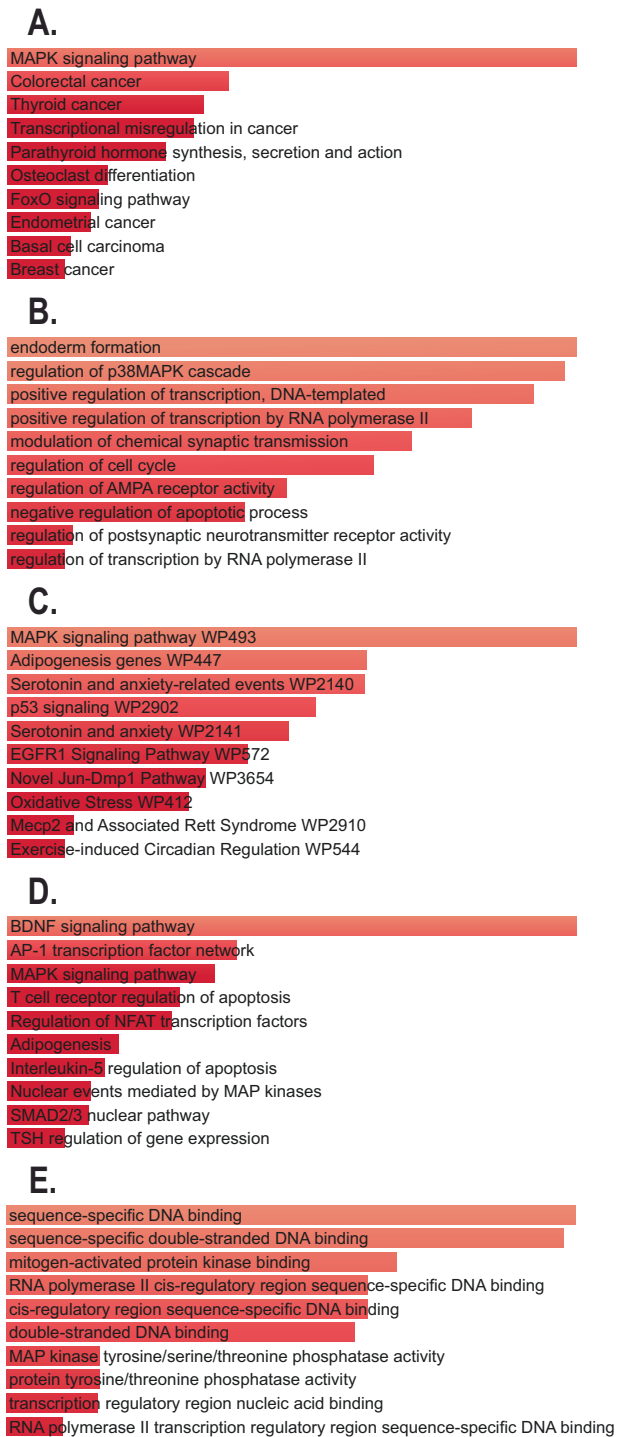 A.
MAPK signaling pathway
Colorectal cancer
Thyroid cancer
Transcriptional misregulation in cancer
Parathyroid hormone synthesis, secretion and action
Osteoclast differentiation
FoxO signaling pathway
Endometrial cancer
Basal cell carcinoma
Breast cancer
B.
endoderm formation
regulation of p38MAPK cascade
positive regulation of transcription, DNA-templated
positive regulation of transcription by RNA polymerase II
modulation of chemical synaptic transmission
regulation of cell cycle
regulation of AMPA receptor activity
negative regulation of apoptotic process
regulation of postsynaptic neurotransmitter receptor activity
regulation of transcription by RNA polymerase II
C.
MAPK signaling pathway WP493
Adipogenesis genes WP447
Serotonin and anxiety-related events WP2140
p53 signaling WP2902
Serotonin and anxiety WP2141
EGFR1 Signaling Pathway WP572
Novel Jun-Dmp1 Pathway WP3654
Oxidative Stress WP412
Mecp2 and Associated Rett Syndrome WP2910
Exercise-induced Circadian Regulation WP544
D.
BDNF signaling pathway
AP-1 transcription factor network
MAPK signaling pathway
T cell receptor regulation of apoptosis
Regulation of NFAT transcription factors
Adipogenesis
Interleukin-5 regulation of apoptosis
Nuclear events mediated by MAP kinases
SMAD2/3 nuclear pathway
TSH regulation of gene expression
E.
sequence-specific DNA binding
sequence-specific double-stranded DNA binding
mitogen-activated protein kinase binding
RNA polymerase II cis-regulatory region sequence-specific DNA binding
cis-regulatory region sequence-specific DNA binding
double-stranded DNA binding
MAP kinase tyrosine/serine/threonine phosphatase activity
protein tyrosine/threonine phosphatase activity
transcription regulatory region nucleic acid binding
RNA polymerase II transcription regulatory region sequence-specific DNA binding